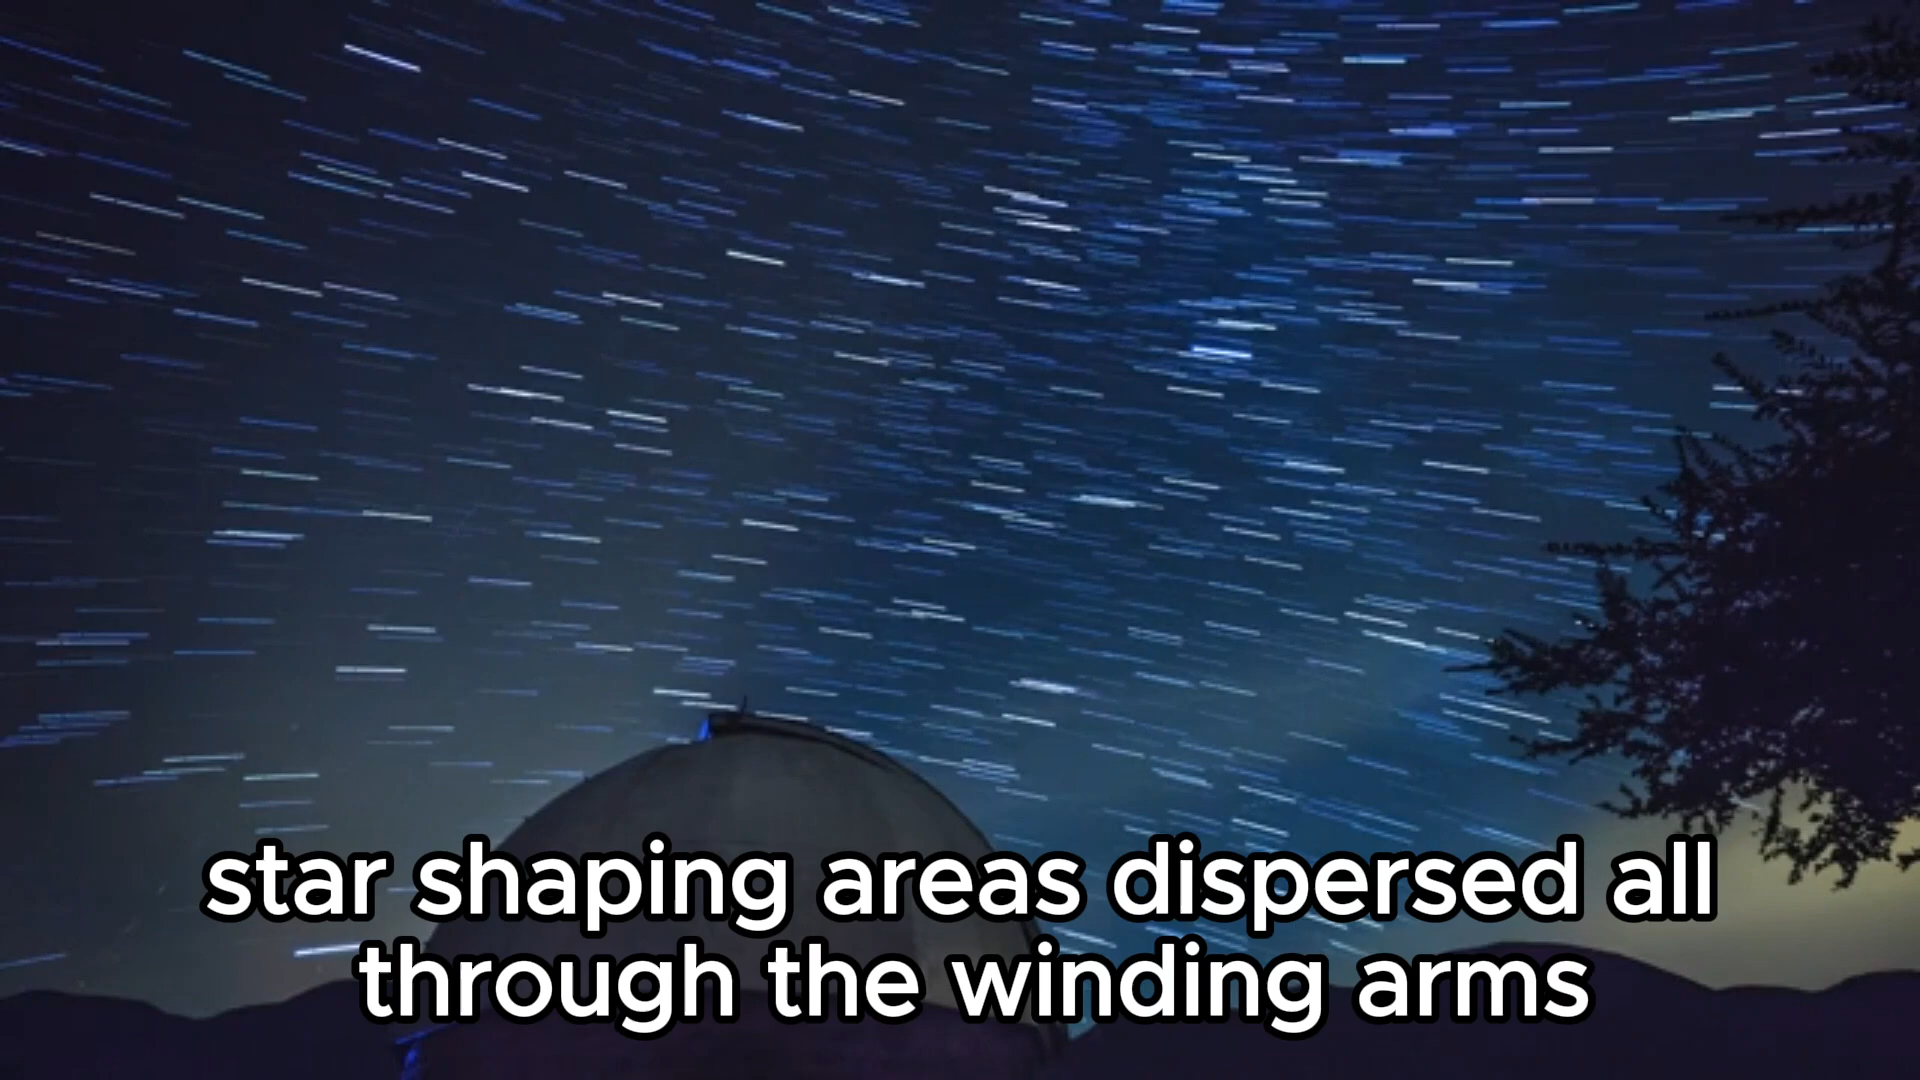 star shaping areas dispersed all
through the winding arms